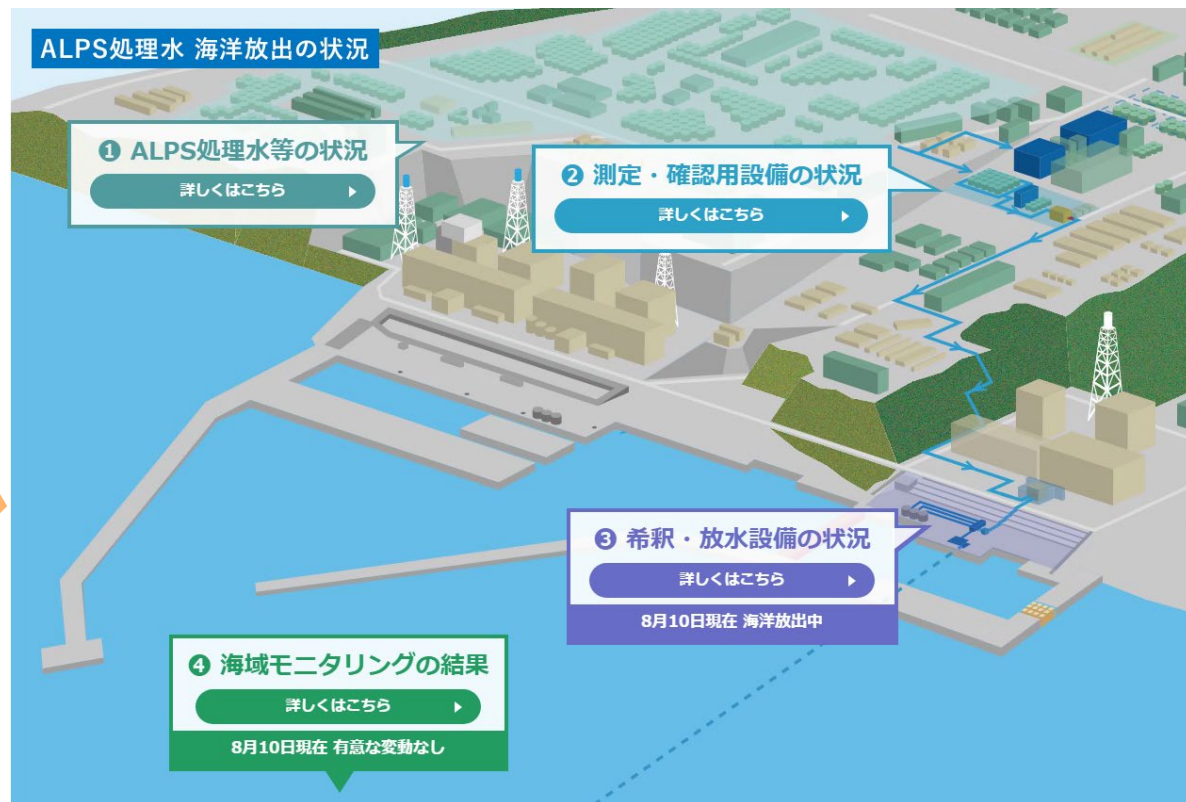 ALPS処理水 海洋放出の状況
❶ ALPS処理水等の状況
詳しくはこちら
❷ 測定・確認用設備の状況
詳しくはこちら
❸ 希釈・放水設備の状況
詳しくはこちら
8月10日現在 海洋放出中
❹ 海域モニタリングの結果
詳しくはこちら
8月10日現在 有意な変動なし